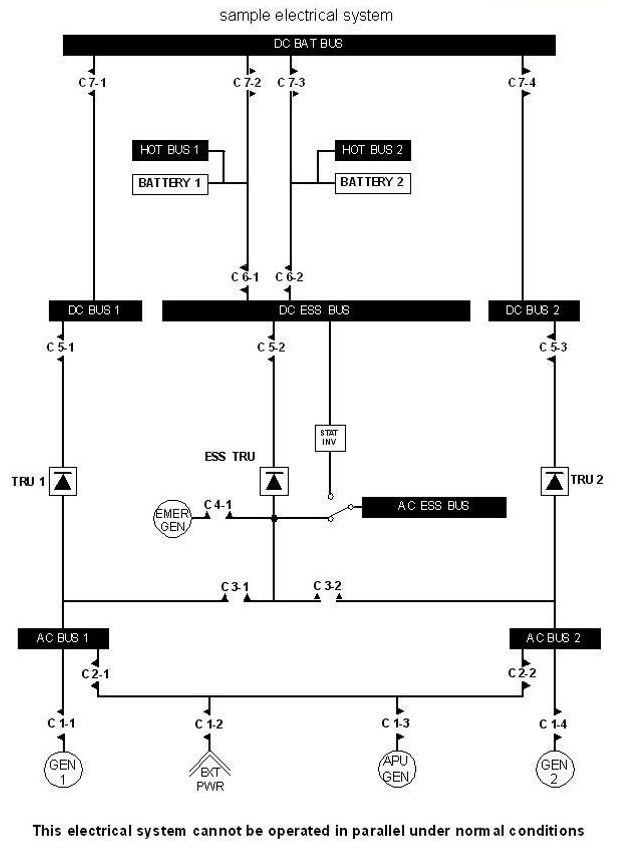 sample electrical system
DC BAT BUS
C 7-1
C 7-2
C 7-3
C 7-4
HOT BUS 1
HOT BUS 2
BATTERY 1
BATTERY 2
C 6-1
C 6-2
DC BUS 1
DC ESS BUS
DC BUS 2
C 5-1
C 5-2
C 5-3
STAT
INV
TRU 1
ESS TRU
TRU 2
EMER
GEN
C 4-1
AC ESS BUS
C 3-1
C 3-2
AC BUS 1
AC BUS 2
C 2-1
C 2-2
C 1-1
C 1-2
C 1-3
C 1-4
GEN
1
EXT
PWR
APU
GEN
GEN
2
This electrical system cannot be operated in parallel under normal conditions